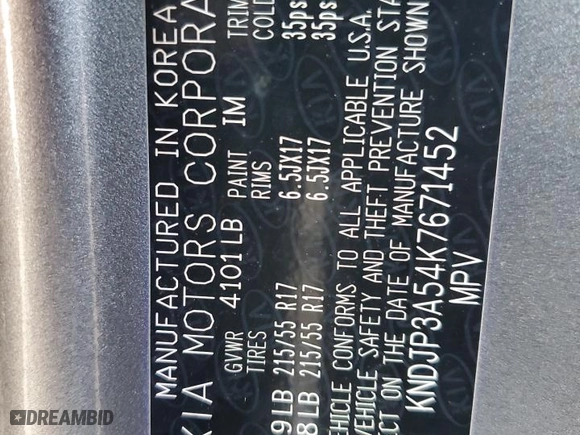 MANUFACTURED IN KOREA
KIA MOTORS CORPORA
GVWR 4101LB PAINT IM TRIM
TIRES RIMS COLD
9LB 215/55 R17 6.5JX17 35ps
8LB 215/55 R17 6.5JX17 35ps
VEHICLE CONFORMS TO ALL APPLICABLE U.S.A.
VEHICLE SAFETY AND THEFT PREVENTION STA
ECT ON THE DATE OF MANUFACTURE SHOWN
KNDJP3A54K7671452
MPV
DREAMBID